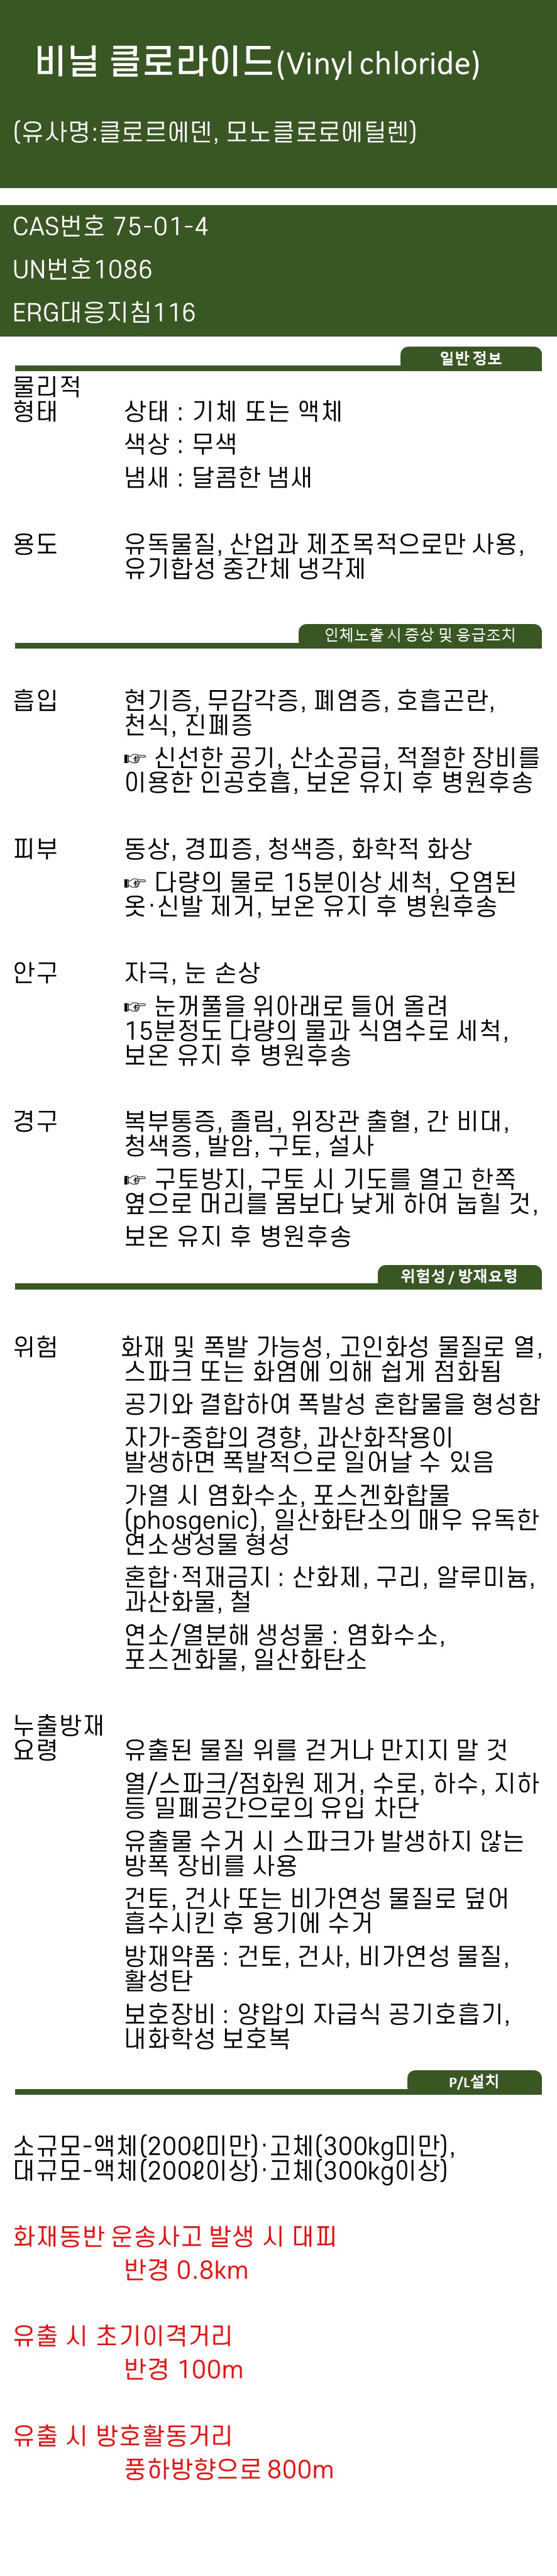 비닐 클로라이드(Vinyl chloride)
(유사명:클로르에덴, 모노클로로에틸렌)
CAS번호 75-01-4
UN번호1086
ERG대응지침116
일반 정보
물리적
형태 상태 : 기체 또는 액체
색상 : 무색
냄새 : 달콤한 냄새
용도 유독물질, 산업과 제조목적으로만 사용,
유기합성 중간체 냉각제
인체노출 시 증상 및 응급조치
흡입 현기증, 무감각증, 폐염증, 호흡곤란,
천식, 진폐증
☞ 신선한 공기, 산소공급, 적절한 장비를
이용한 인공호흡, 보온 유지 후 병원후송
피부 동상, 경피증, 청색증, 화학적 화상
☞ 다량의 물로 15분이상 세척, 오염된
옷·신발 제거, 보온 유지 후 병원후송
안구 자극, 눈 손상
☞ 눈꺼풀을 위아래로 들어 올려
15분정도 다량의 물과 식염수로 세척,
보온 유지 후 병원후송
경구 복부통증, 졸림, 위장관 출혈, 간 비대,
청색증, 발암, 구토, 설사
☞ 구토방지, 구토 시 기도를 열고 한쪽
옆으로 머리를 몸보다 낮게 하여 눕힐 것,
보온 유지 후 병원후송
위험성 / 방재요령
위험 화재 및 폭발 가능성, 고인화성 물질로 열,
스파크 또는 화염에 의해 쉽게 점화됨
공기와 결합하여 폭발성 혼합물을 형성함
자가-중합의 경향, 과산화작용이
발생하면 폭발적으로 일어날 수 있음
가열 시 염화수소, 포스겐화합물
(phosgenic), 일산화탄소의 매우 유독한
연소생성물 형성
혼합·적재금지 : 산화제, 구리, 알루미늄,
과산화물, 철
연소/열분해 생성물 : 염화수소,
포스겐화물, 일산화탄소
누출방재
요령 유출된 물질 위를 걷거나 만지지 말 것
열/스파크/점화원 제거, 수로, 하수, 지하
등 밀폐공간으로의 유입 차단
유출물 수거 시 스파크가 발생하지 않는
방폭 장비를 사용
건토, 건사 또는 비가연성 물질로 덮어
흡수시킨 후 용기에 수거
방재약품 : 건토, 건사, 비가연성 물질,
활성탄
보호장비 : 양압의 자급식 공기호흡기,
내화학성 보호복
P/L설치
소규모-액체(200ℓ미만)·고체(300kg미만),
대규모-액체(200ℓ이상)·고체(300kg이상)
화재동반 운송사고 발생 시 대피
반경 0.8km
유출 시 초기이격거리
반경 100m
유출 시 방호활동거리
풍하방향으로 800m